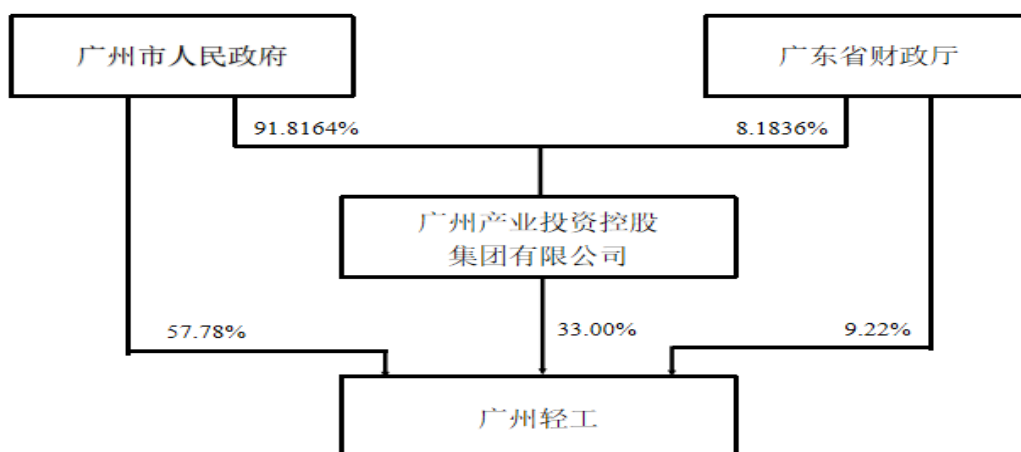 广州市人民政府
广东省财政厅
91.8164%
8.1836%
广州产业投资控股
集团有限公司
57.78%
33.00%
9.22%
广州轻工